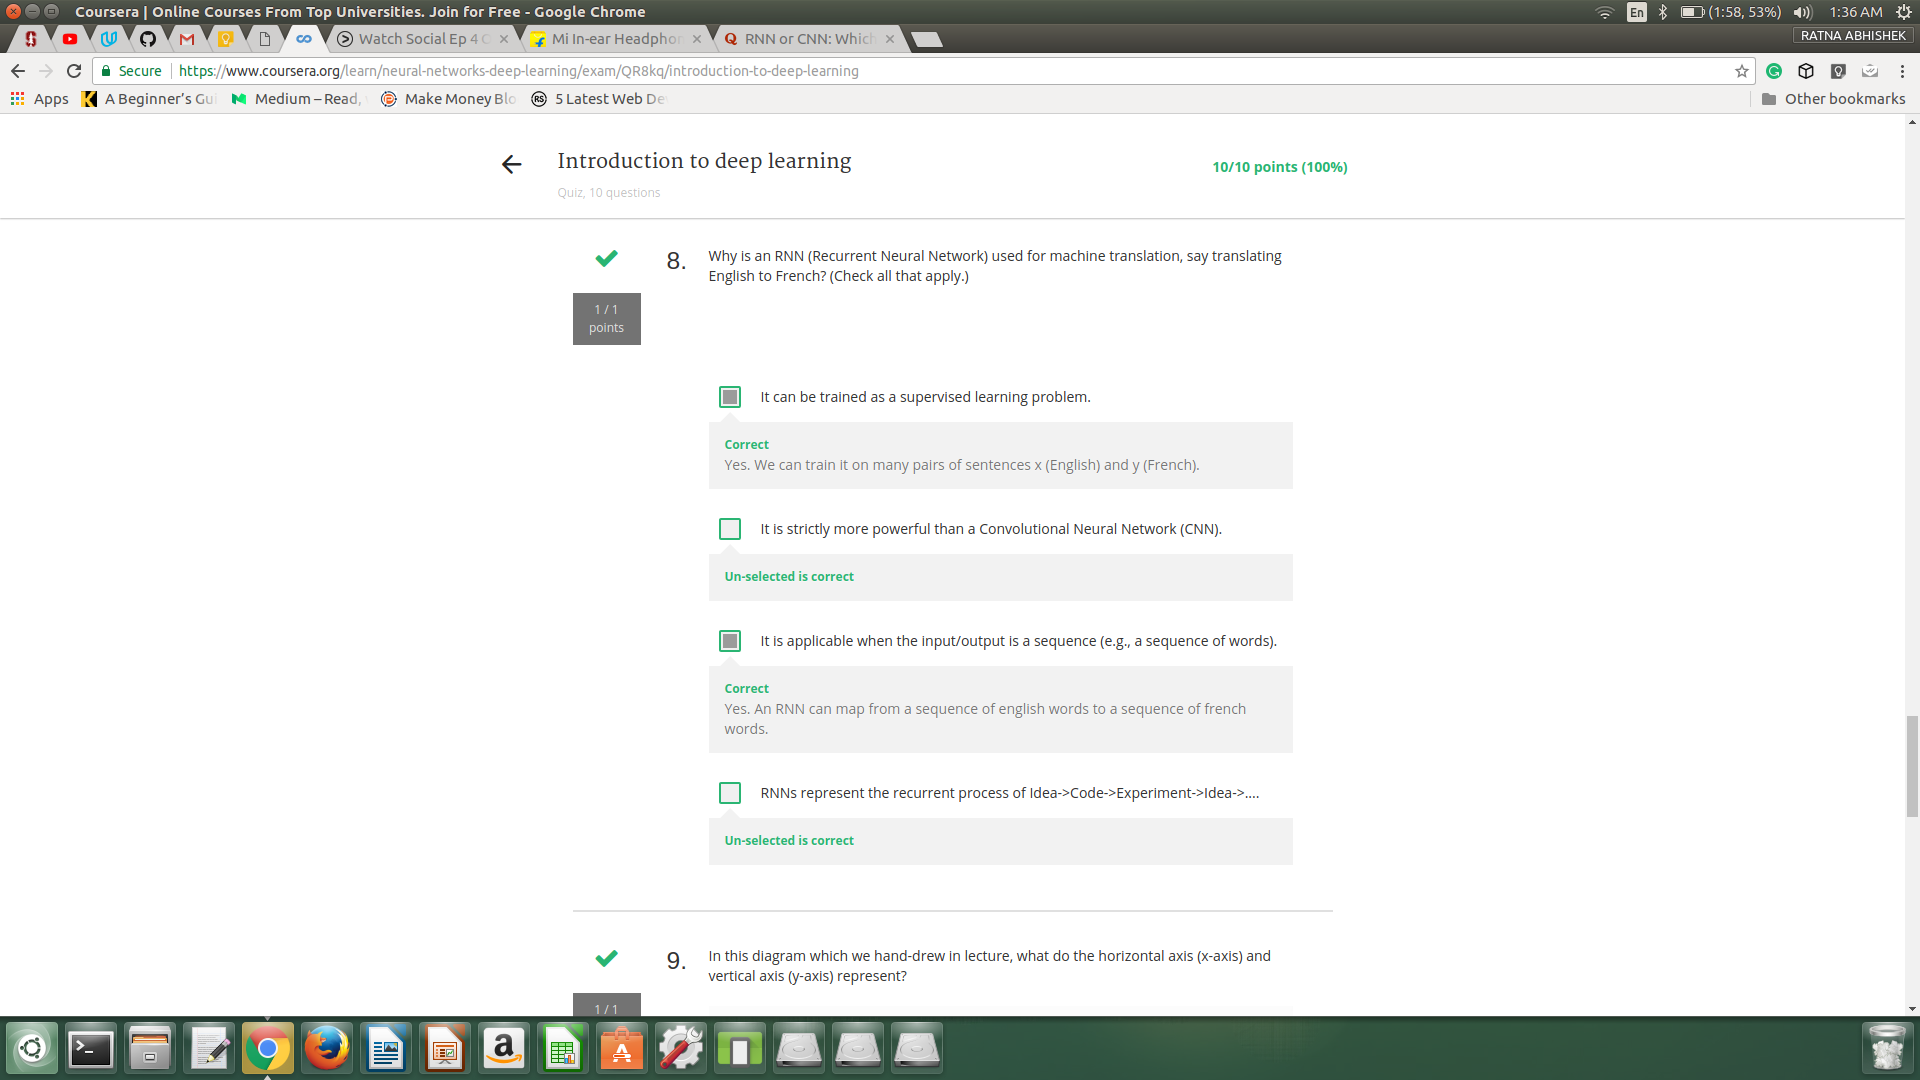 Coursera | Online Courses From Top Universities. Join for Free - Google Chrome
En
(1:58, 53%)
1:36 AM
Watch Social Ep 4
Mi In-ear Headphon
RNN or CNN: Which
RATNA ABHISHEK
Secure
https://www.coursera.org/learn/neural-networks-deep-learning/exam/QR8kq/introduction-to-deep-learning
Apps
A Beginner's Gui
Medium – Read,
Make Money Blo
5 Latest Web De
Other bookmarks
Introduction to deep learning
Quiz, 10 questions
10/10 points (100%)
8.
Why is an RNN (Recurrent Neural Network) used for machine translation, say translating
English to French? (Check all that apply.)
1 / 1
points
It can be trained as a supervised learning problem.
Correct
Yes. We can train it on many pairs of sentences x (English) and y (French).
It is strictly more powerful than a Convolutional Neural Network (CNN).
Un-selected is correct
It is applicable when the input/output is a sequence (e.g., a sequence of words).
Correct
Yes. An RNN can map from a sequence of english words to a sequence of french
words.
RNNs represent the recurrent process of Idea->Code->Experiment->Idea->....
Un-selected is correct
9.
In this diagram which we hand-drew in lecture, what do the horizontal axis (x-axis) and
vertical axis (y-axis) represent?
1 / 1